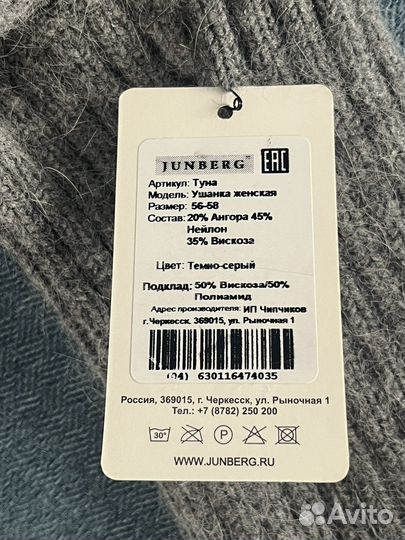 JUNBERG™ EAC
Артикул: Туна
Модель: Ушанка женская
Размер: 56-58
Состав: 20% Ангора 45%
Нейлон
35% Вискоза
Цвет: Темно-серый
Подклад: 50% Вискоза/50%
Полиамид
Адрес производителя: ИП Чипчиков
г.Черкесск. 369015, ул. Рыночная 1
(04) 630116474035
Россия, 369015, г. Черкесск, ул. Рыночная 1
Тел.: +7 (8782) 250 200
30° P
WWW.JUNBERG.RU
Avito